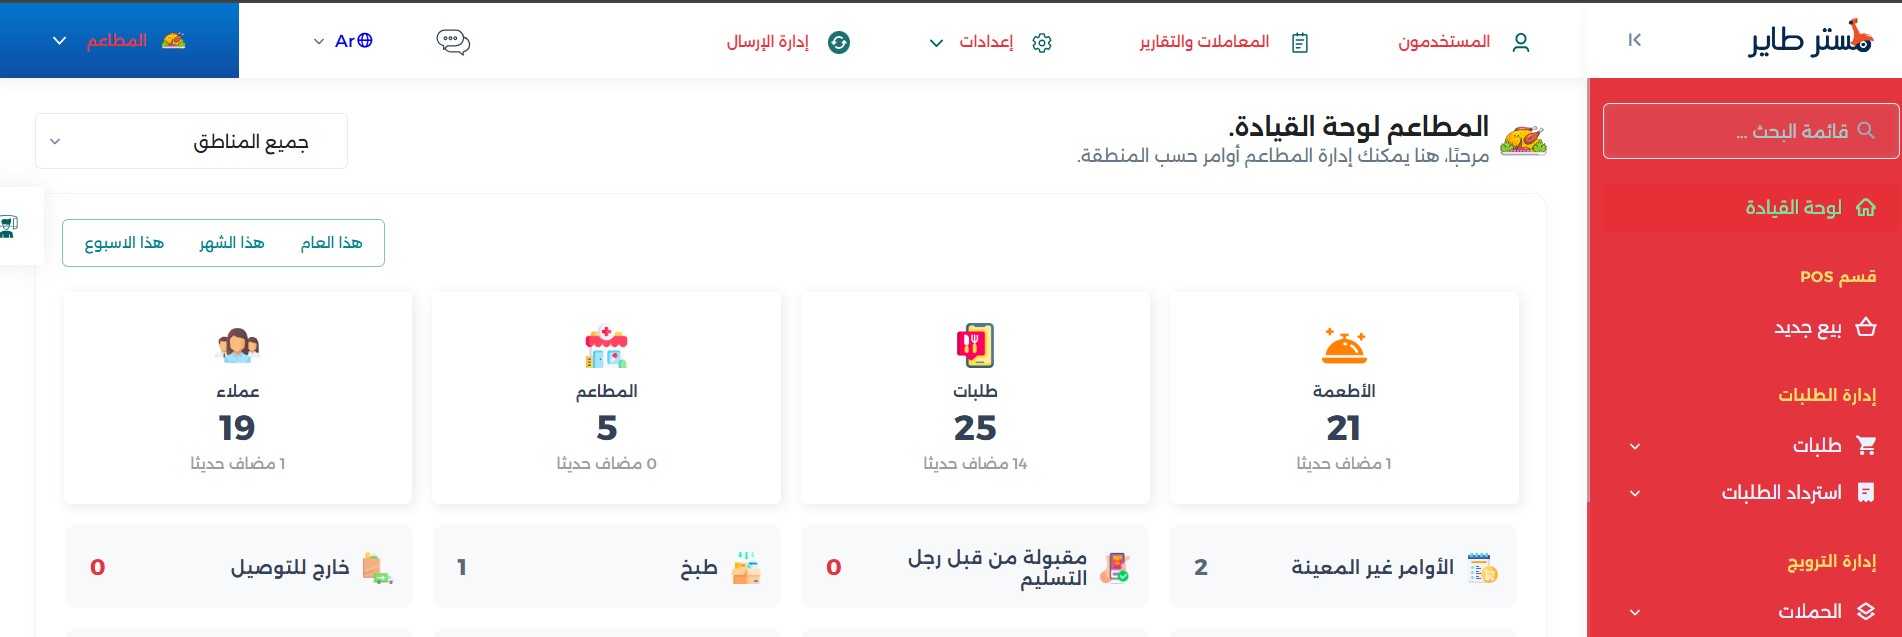 مستر طاير
المستخدمون
المعاملات والتقارير
إعدادات
إدارة الإرسال
Ar
المطاعم
قائمة البحث ...
لوحة القيادة
قسم POS
بيع جديد
إدارة الطلبات
طلبات
استرداد الطلبات
إدارة الترويج
الحملات
المطاعم لوحة القيادة.
مرحبًا، هنا يمكنك إدارة المطاعم أوامر حسب المنطقة.
جميع المناطق
هذا العام
هذا الشهر
هذا الاسبوع
الأطعمة
21
1 مضاف حديثا
طلبات
25
14 مضاف حديثا
المطاعم
5
0 مضاف حديثا
عملاء
19
1 مضاف حديثا
الأوامر غير المعينة
2
مقبولة من قبل رجل
التسليم
0
طبخ
1
خارج للتوصيل
0